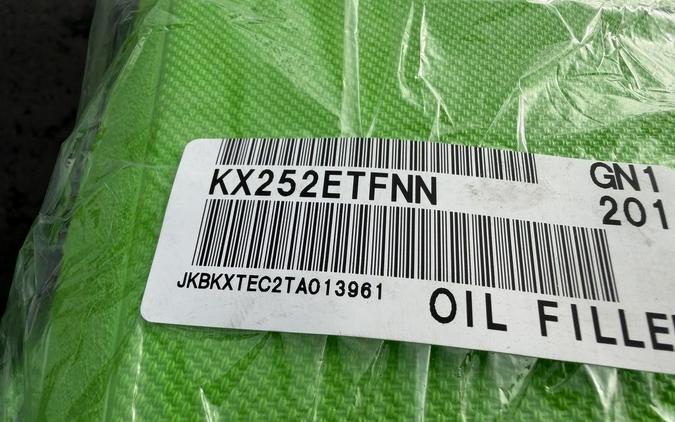 KX252ETFNN GN1
201
JKBKXTEC2TA013961
OIL FILLE